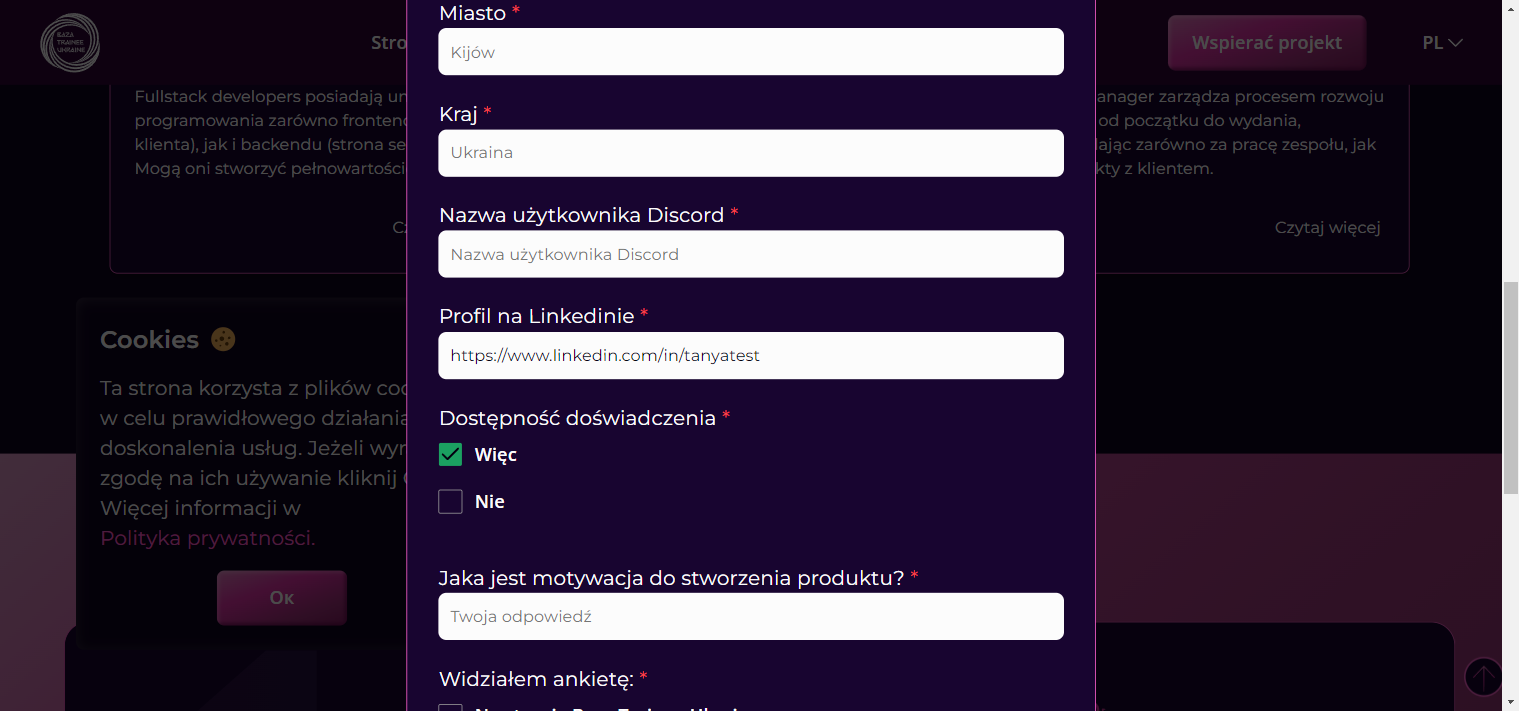 BAZA
TRAINEE
UKRAINE
Stro
Wspierać projekt
PL
Fullstack developers posiadają un
programowania zarówno frontend
klienta), jak i backendu (strona se
Mogą oni stworzyć pełnowartości
anager zarządza procesem rozwoju
od początku do wydania,
dając zarówno za pracę zespołu, jak
kty z klientem.
Czytaj więcej
Cookies
Ta strona korzysta z plików coo
w celu prawidłowego działania
doskonalenia usług. Jeżeli wyr
zgodę na ich używanie kliknij
Więcej informacji w
Polityka prywatności.
Ок
Miasto *
Kijów
Kraj *
Ukraina
Nazwa użytkownika Discord *
Nazwa użytkownika Discord
Profil na Linkedinie *
https://www.linkedin.com/in/tanyatest
Dostępność doświadczenia *
Więc
Nie
Jaka jest motywacja do stworzenia produktu? *
Twoja odpowiedź
Widziałem ankietę: *